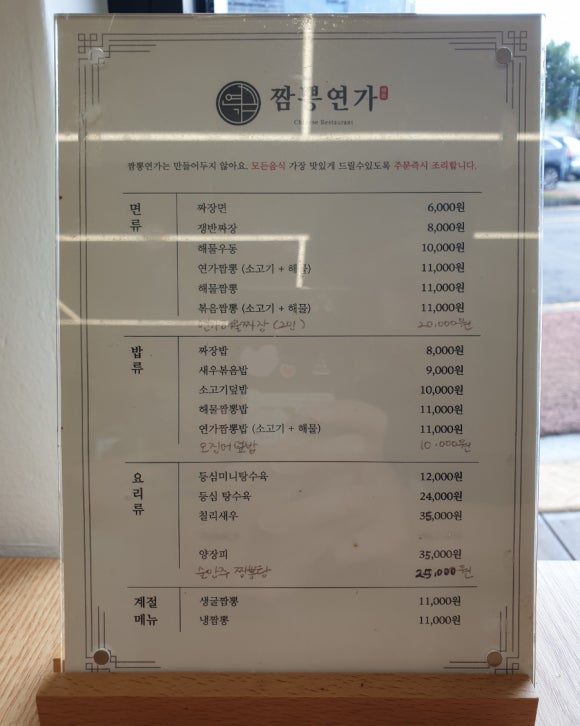 짬뽕연가
Chinese Restaurant
짬뽕연가는 만들어두지 않아요. 모든음식 가장 맛있게 드릴수있도록 주문즉시 조리합니다.
면류
짜장면 6,000원
쟁반짜장 8,000원
해물우동 10,000원
연가짬뽕 (소고기 + 해물) 11,000원
해물짬뽕 11,000원
볶음짬뽕 (소고기 + 해물) 11,000원
짜장 (2인) 20,000원
밥류
짜장밥 8,000원
새우볶음밥 9,000원
소고기덮밥 10,000원
해물짬뽕밥 11,000원
연가짬뽕밥 (소고기 + 해물) 11,000원
오징어덮밥 10,000원
요리류
등심미니탕수육 12,000원
등심 탕수육 24,000원
칠리새우 35,000원
양장피 35,000원
술안주 짬뽕탕 25,000원
계절메뉴
생굴짬뽕 11,000원
냉짬뽕 11,000원